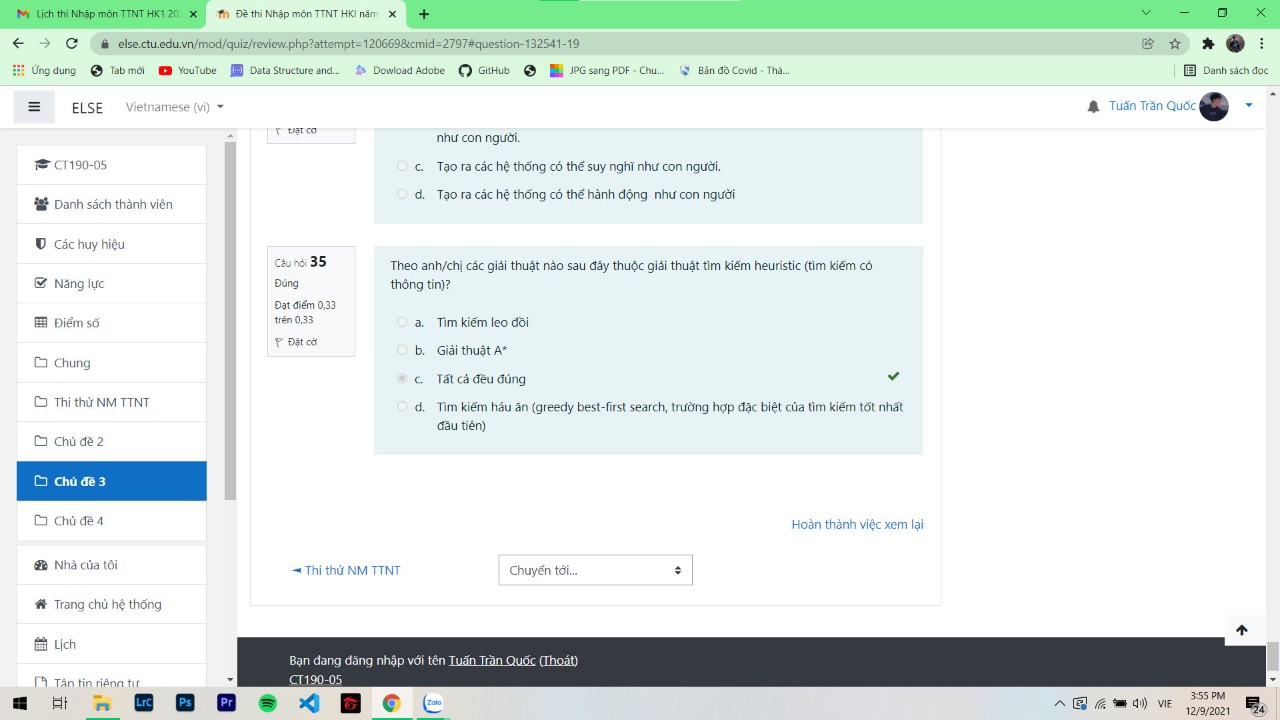 Lịch thi Nhập môn TTNT HK1 202
Đề thi Nhập môn TTNT HKI năm
else.ctu.edu.vn/mod/quiz/review.php?attempt=120669&cmid=2797#question-132541-19
Ứng dụng
Tab mới
YouTube
Data Structure and...
Dowload Adobe
GitHub
JPG sang PDF - Chu...
Bản đồ Covid - Thả...
Danh sách đọc
ELSE
Vietnamese (vi)
Tuấn Trần Quốc
CT190-05
Danh sách thành viên
Các huy hiệu
Năng lực
Điểm số
Chung
Thi thử NM TTNT
Chủ đề 2
Chủ đề 3
Chủ đề 4
Nhà của tôi
Trang chủ hệ thống
Lịch
Tập tin riêng tư
Đặt cờ
như con người.
c. Tạo ra các hệ thống có thể suy nghĩ như con người.
d. Tạo ra các hệ thống có thể hành động như con người
Câu hỏi 35
Đúng
Đạt điểm 0,33
trên 0,33
Đặt cờ
Theo anh/chị các giải thuật nào sau đây thuộc giải thuật tìm kiếm heuristic (tìm kiếm có
thông tin)?
a. Tìm kiếm leo đồi
b. Giải thuật A*
c. Tất cả đều đúng
d. Tìm kiếm háu ăn (greedy best-first search, trường hợp đặc biệt của tìm kiếm tốt nhất
đầu tiên)
Hoàn thành việc xem lại
◄ Thi thử NM TTNT
Chuyển tới...
Bạn đang đăng nhập với tên Tuấn Trần Quốc (Thoát)
CT190-05
LrC
Ps
Pr
Zalo
VIE
3:55 PM
12/9/2021
24